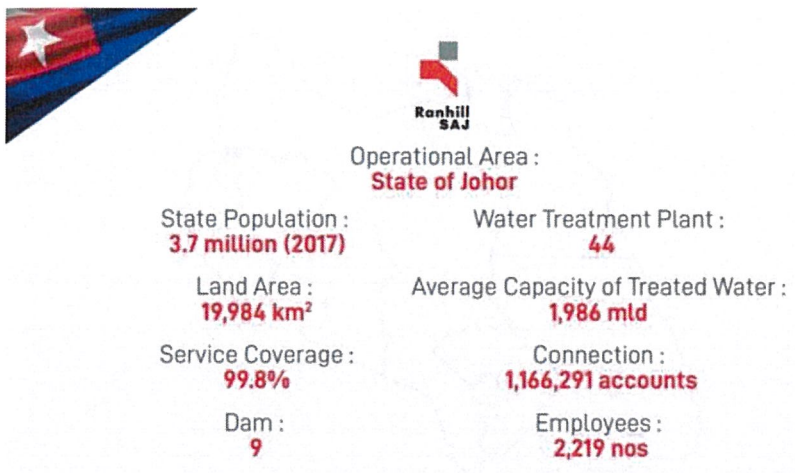 Ranhill
SAJ
Operational Area :
State of Johor
State Population :
3.7 million (2017)
Water Treatment Plant :
44
Land Area :
19,984 km²
Average Capacity of Treated Water :
1,986 mld
Service Coverage :
99.8%
Connection :
1,166,291 accounts
Dam :
9
Employees :
2,219 nos